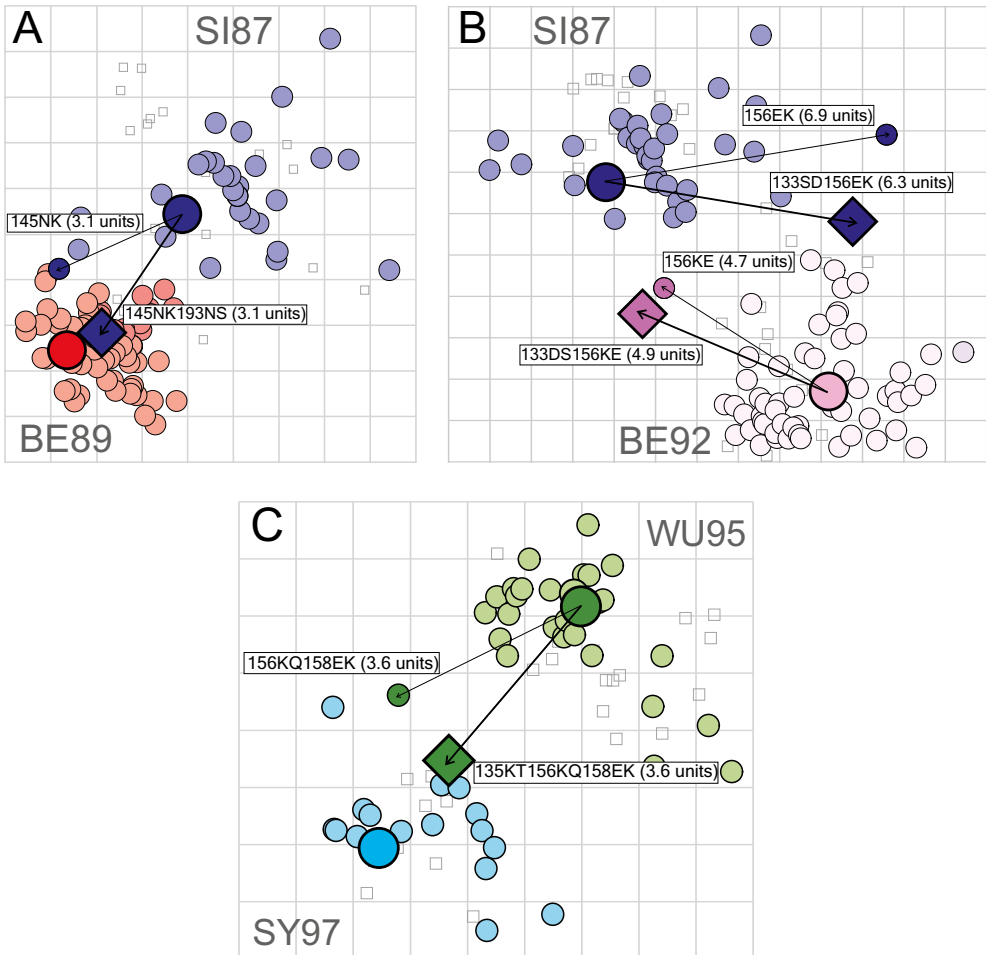 A
SI87
145NK (3.1 units)
145NK193NS (3.1 units)
BE89
B
SI87
156EK (6.9 units)
133SD156EK (6.3 units)
156KE (4.7 units)
133DS156KE (4.9 units)
BE92
C
WU95
156KQ158EK (3.6 units)
135KT156KQ158EK (3.6 units)
SY97